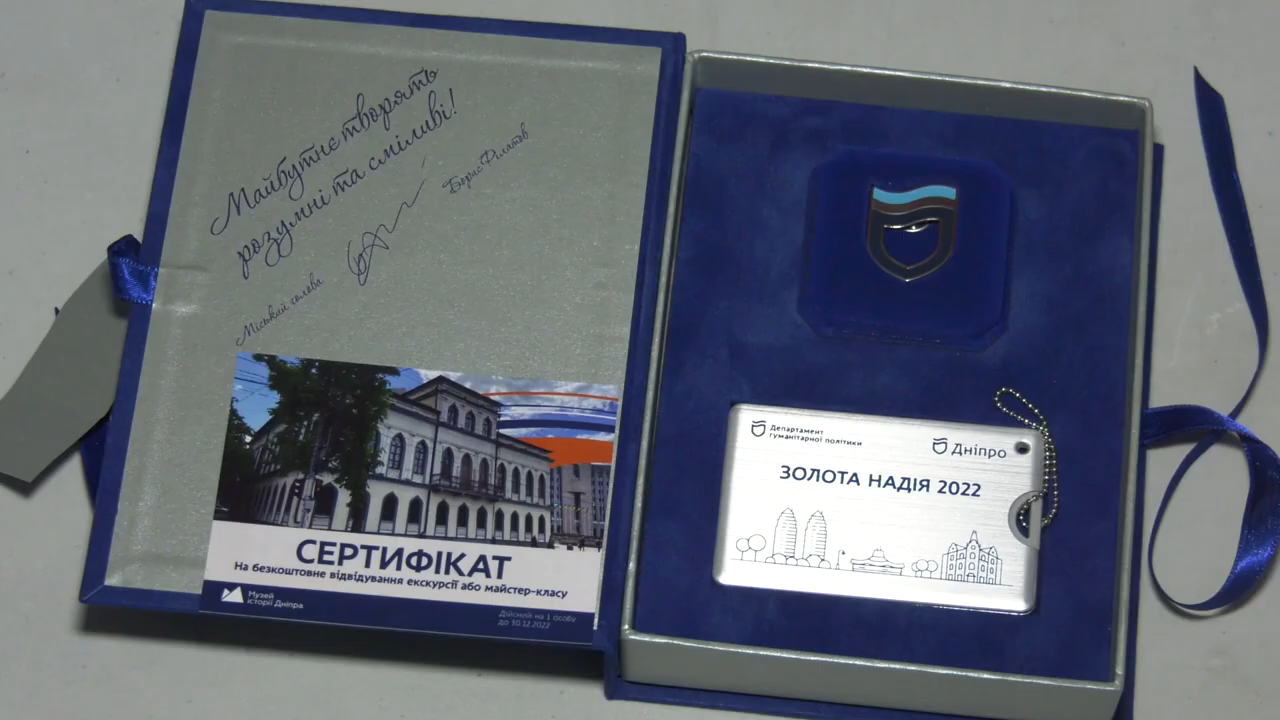 Майбутнє творять
розумні та сміливі!
Міський голова
Борис Філатов
СЕРТИФІКАТ
На безкоштовне відвідування екскурсії або майстер-класу
Музей
історії Дніпра
Дійсний на 1 особу
до 30.12.2022
Департамент
гуманітарної політики
Дніпро
ЗОЛОТА НАДІЯ 2022